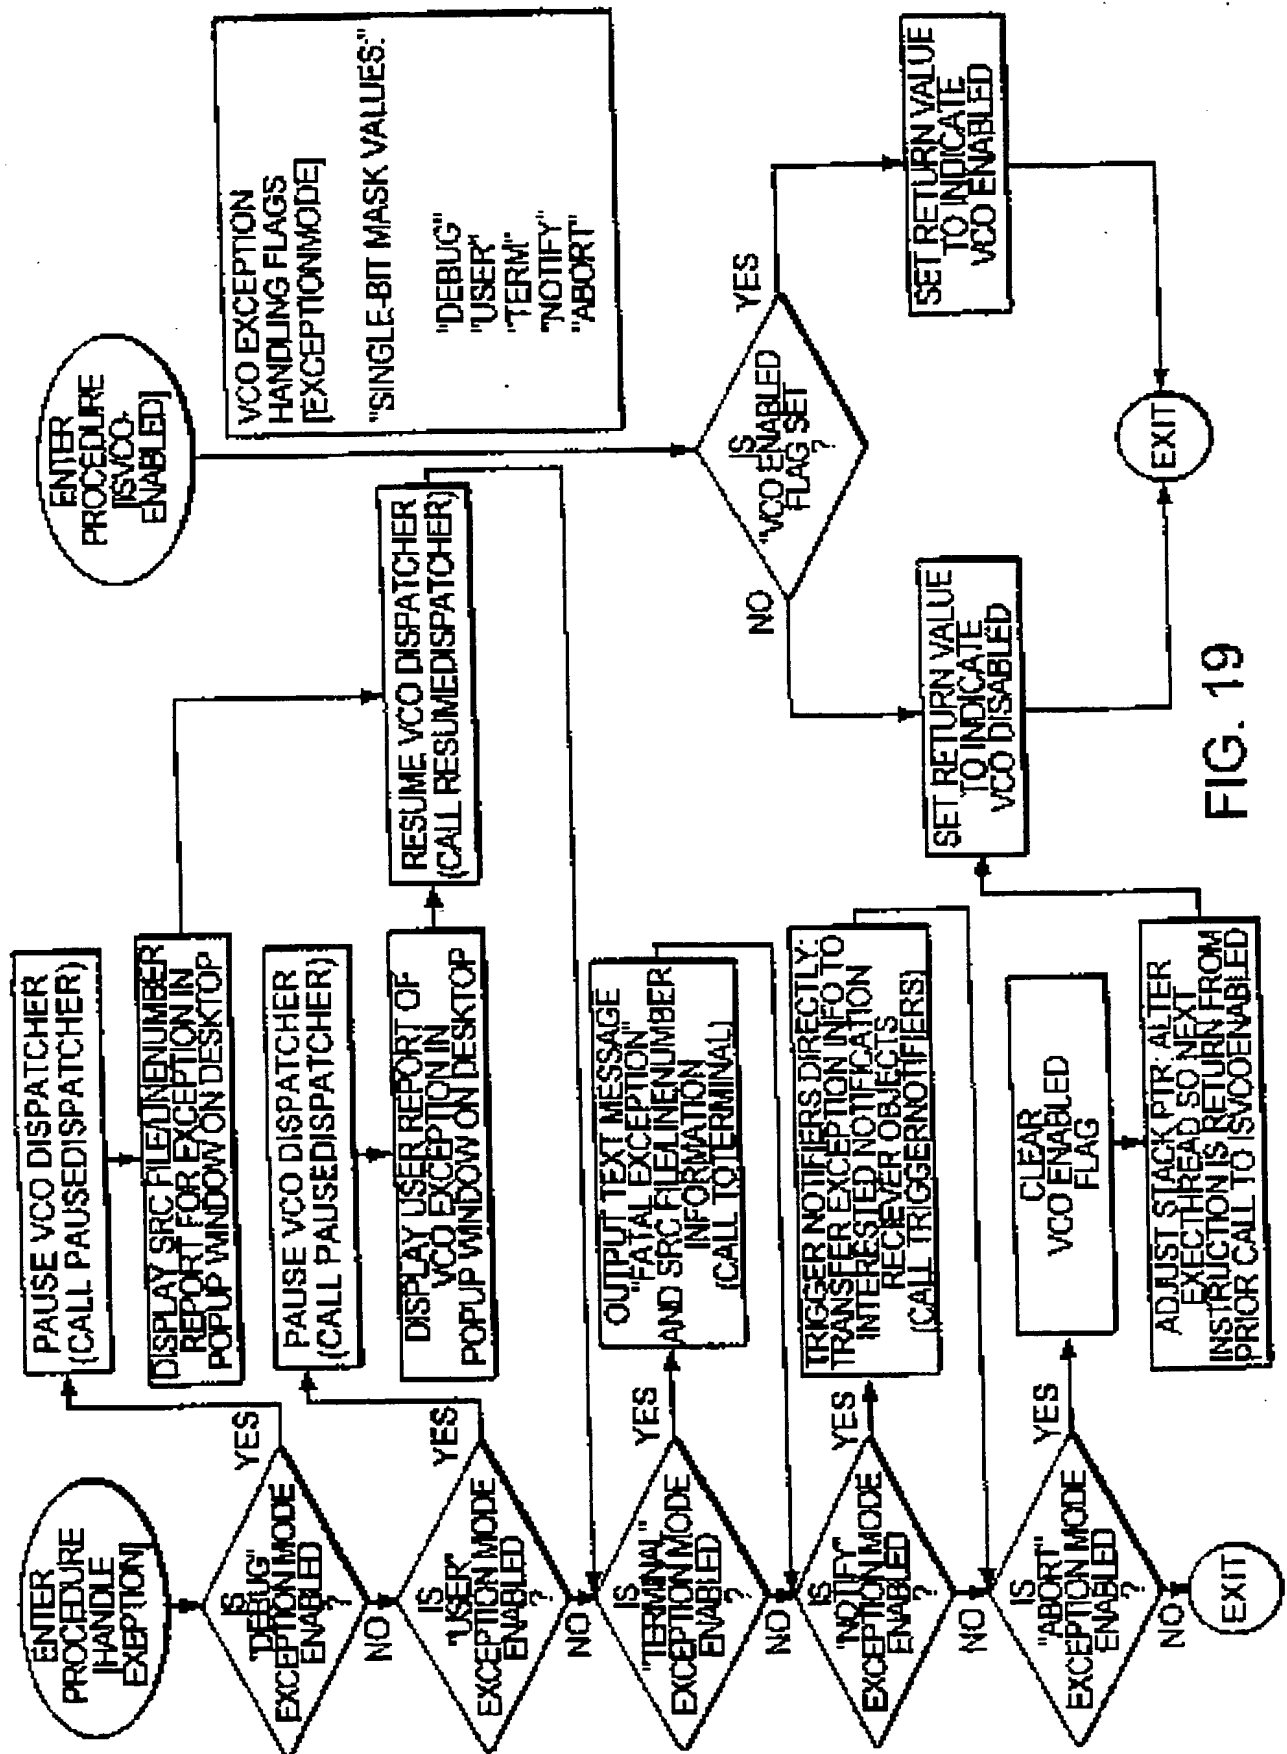 ENTER
PROCEDURE
[HANDLE
EXEPTION]
IS
"DEBUG"
EXCEPTION MODE
ENABLED
?
YES
NO
PAUSE VCO DISPATCHER
(CALL PAUSEDISPATCHER)
DISPLAY SRC FILE/LINENUMBER
REPORT FOR EXCEPTION IN
POPUP WINDOW ON DESKTOP
IS
"USER"
EXCEPTION MODE
ENABLED
?
YES
NO
PAUSE VCO DISPATCHER
(CALL PAUSEDISPATCHER)
DISPLAY USER REPORT OF
VCO EXCEPTION IN
POPUP WINDOW ON DESKTOP
RESUME VCO DISPATCHER
(CALL RESUMEDISPATCHER)
IS
"TERMINAL"
EXCEPTION MODE
ENABLED
?
YES
NO
OUTPUT TEXT MESSAGE
"FATAL EXCEPTION"
AND SRC FILE/LINENUMBER
INFORMATION
(CALL TOTERMINAL)
IS
"NOTIFY"
EXCEPTION MODE
ENABLED
?
YES
NO
TRIGGER NOTIFIERS DIRECTLY:
TRANSFER EXCEPTION INFO TO
INTERESTED NOTIFICATION
RECIEVER OBJECTS
(CALL TRIGGERNOTIFIERS)
IS
"ABORT"
EXCEPTION MODE
ENABLED
?
YES
NO
EXIT
CLEAR
VCO ENABLED
FLAG
ADJUST STACK PTR: ALTER
EXECTHREAD SO NEXT
INSTRUCTION IS RETURN FROM
PRIOR CALL TO ISVCOENABLED
ENTER
PROCEDURE
[ISVCO-
ENABLED]
VCO EXCEPTION
HANDLING FLAGS
[EXCEPTIONMODE]
"SINGLE-BIT MASK VALUES:"
"DEBUG"
"USER"
"TERM"
"NOTIFY"
"ABORT"
IS
"VCO ENABLED
FLAG SET
?
NO
YES
SET RETURN VALUE
TO INDICATE
VCO DISABLED
SET RETURN VALUE
TO INDICATE
VCO ENABLED
EXIT
FIG. 19